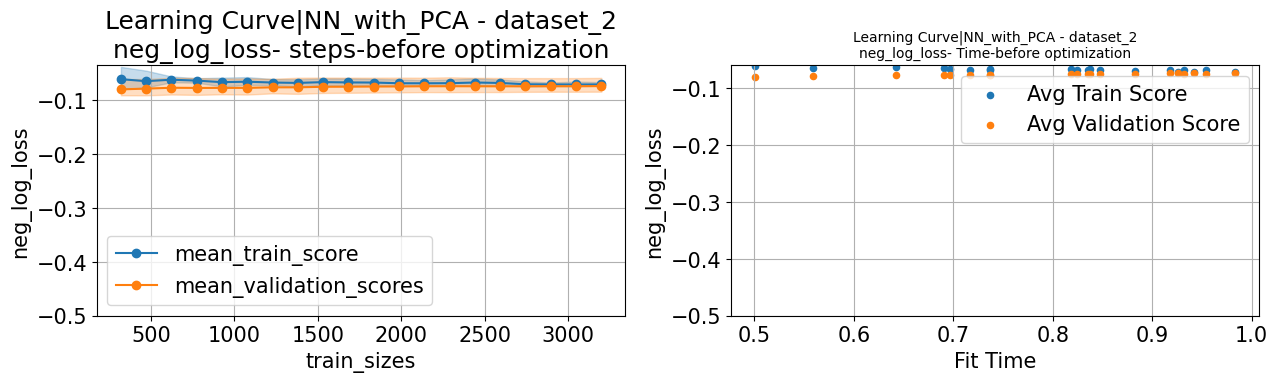 Learning Curve|NN_with_PCA - dataset_2
neg_log_loss- steps-before optimization
neg_log_loss
−0.1
−0.2
−0.3
−0.4
−0.5
mean_train_score
mean_validation_scores
500
1000
1500
2000
2500
3000
train_sizes
Learning Curve|NN_with_PCA - dataset_2
neg_log_loss- Time-before optimization
neg_log_loss
−0.1
−0.2
−0.3
−0.4
−0.5
Avg Train Score
Avg Validation Score
0.5
0.6
0.7
0.8
0.9
1.0
Fit Time